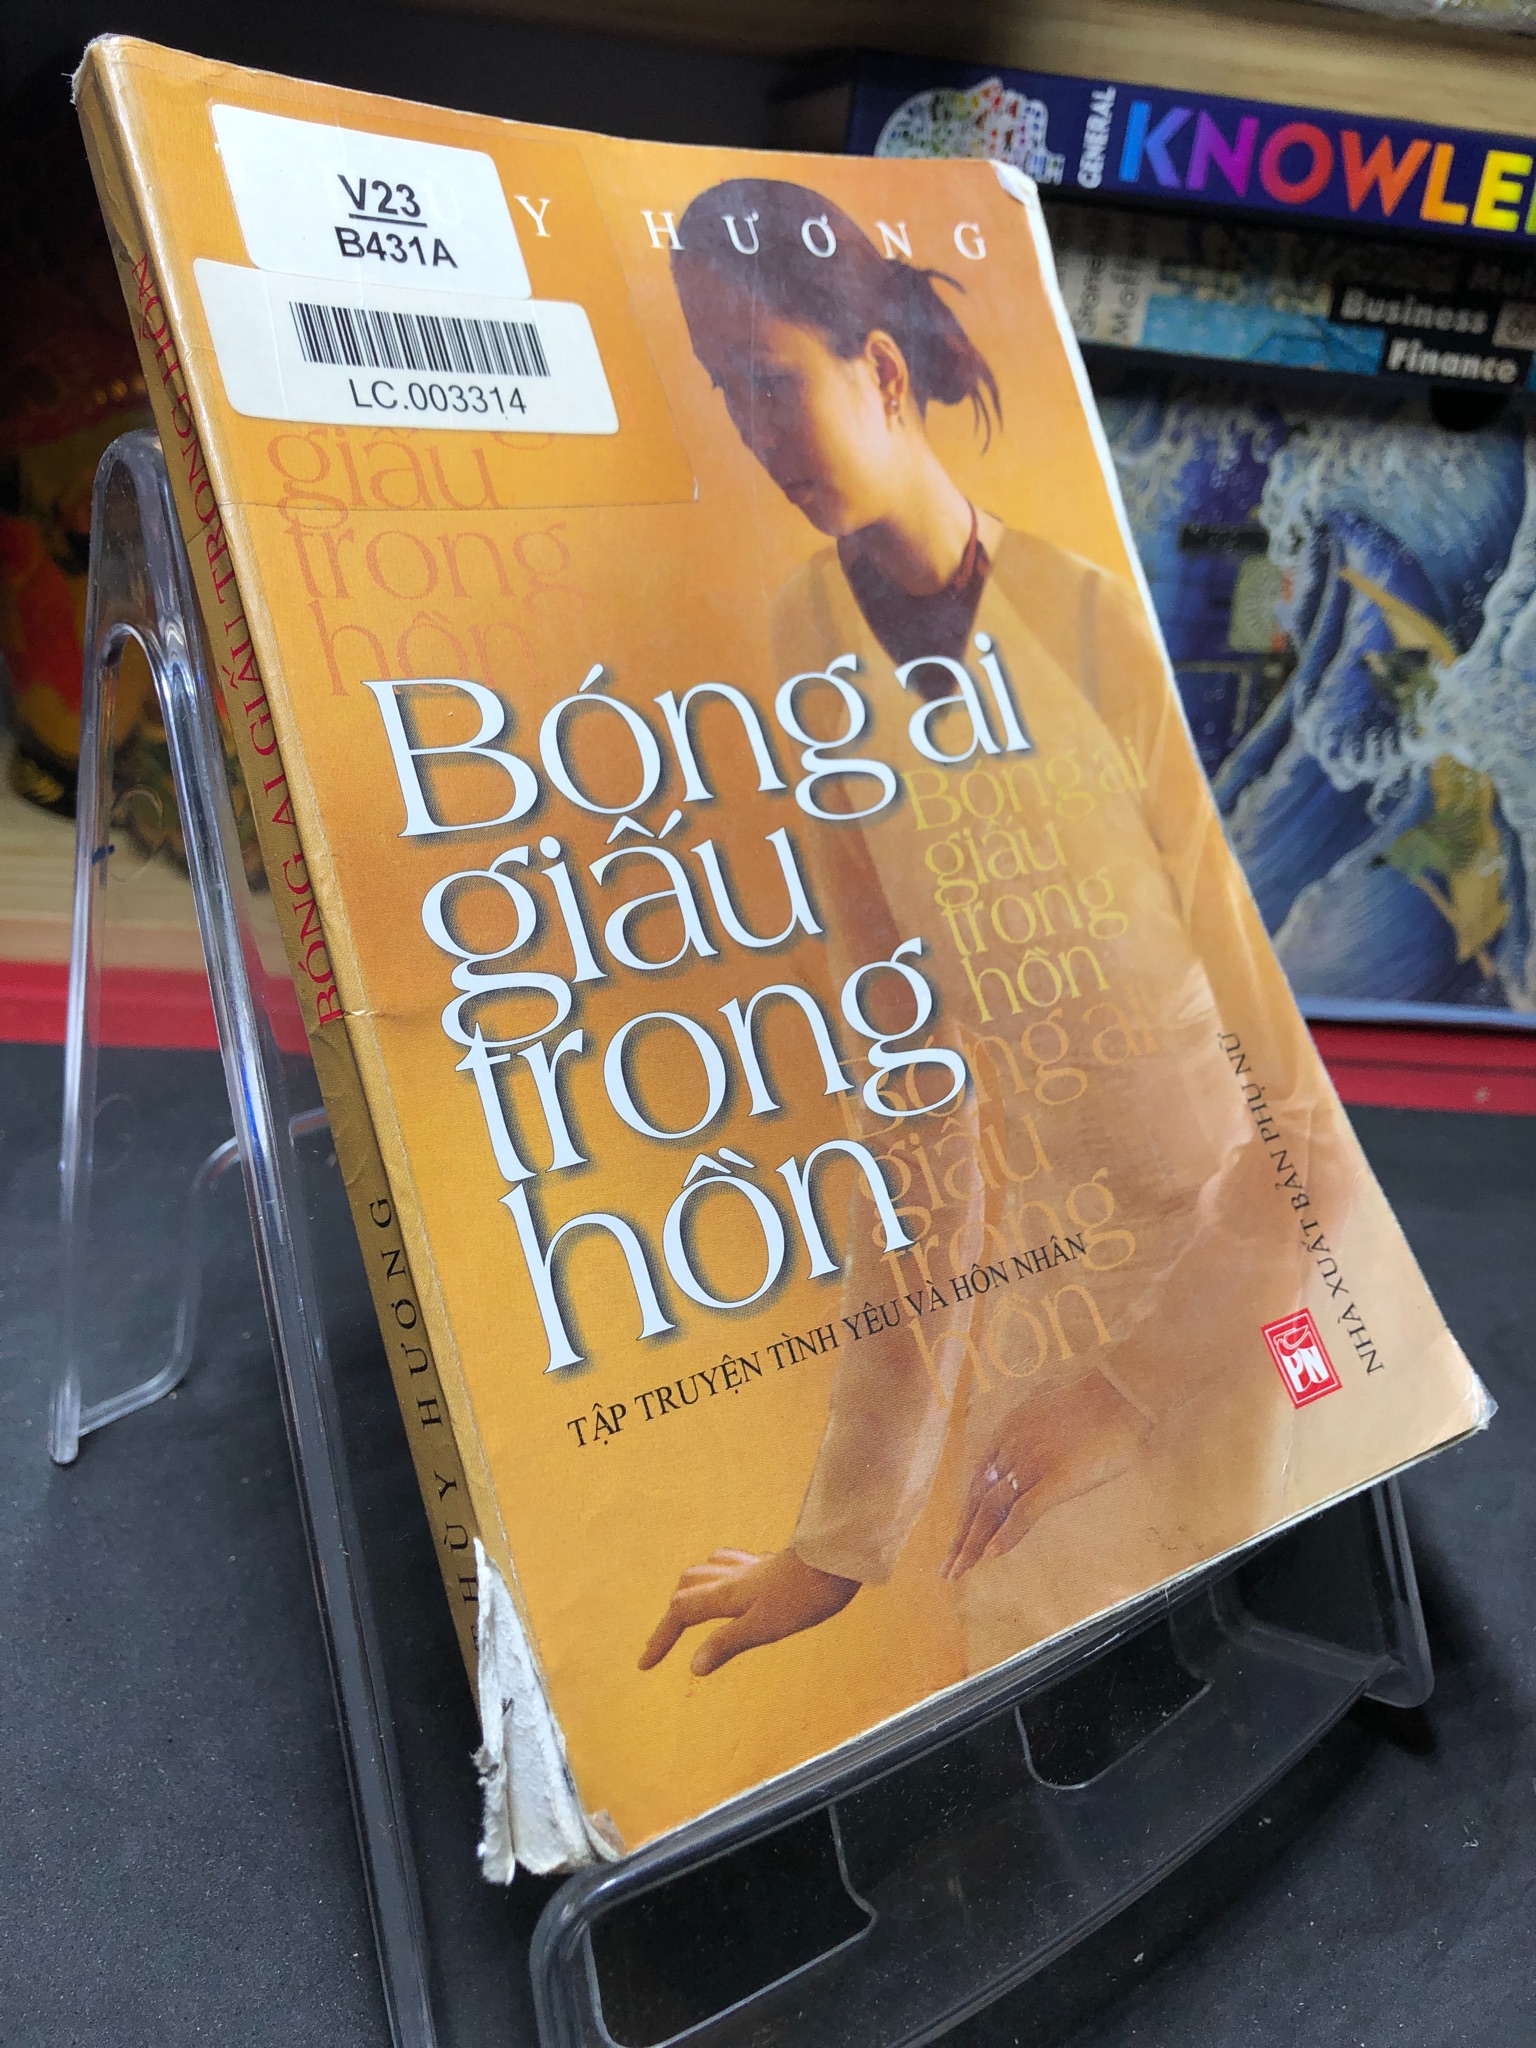 V23
B431A
LC.003314
Y HƯƠNG
giấu
trong
hồn
Bóng ai
giấu
trong
hồn
Bóng ai
giấu
trong
hồn
Bóng ai
giấu
trong
hồn
TẬP TRUYỆN TÌNH YÊU VÀ HÔN NHÂN
NHÀ XUẤT BẢN PHỤ NỮ
PN
BÓNG AI GIẤU TRONG HỒN
THÙY HƯƠNG
GENERAL
KNOWLE
Business
Finance